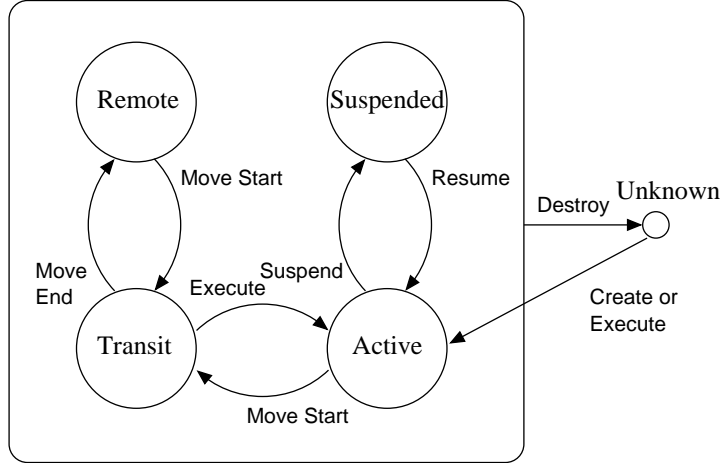 Remote
Suspended
Move Start
Resume
Unknown
Destroy
Move
End
Execute
Suspend
Create or
Execute
Transit
Active
Move Start